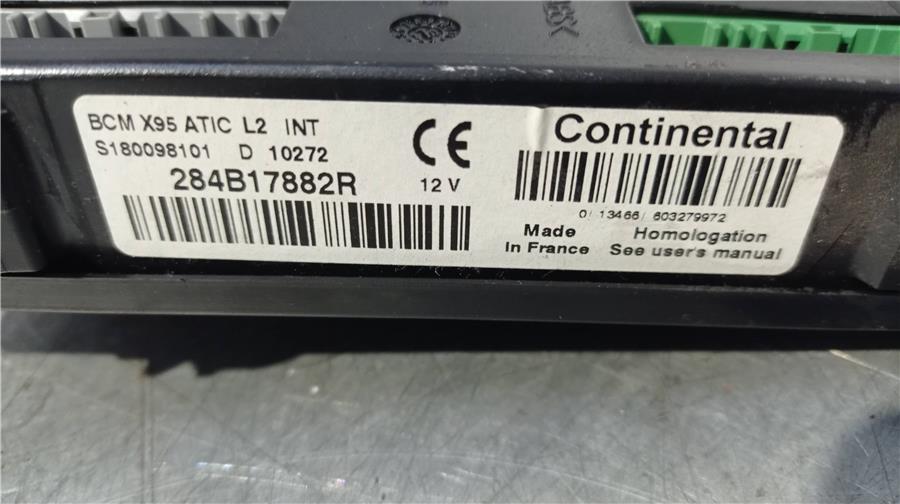 BCM X95 ATIC L2 INT
S180098101 D 10272
284B17882R
12 V
CE
Continental
0/ 13466/ 603279972
Made In France
Homologation
See user's manual